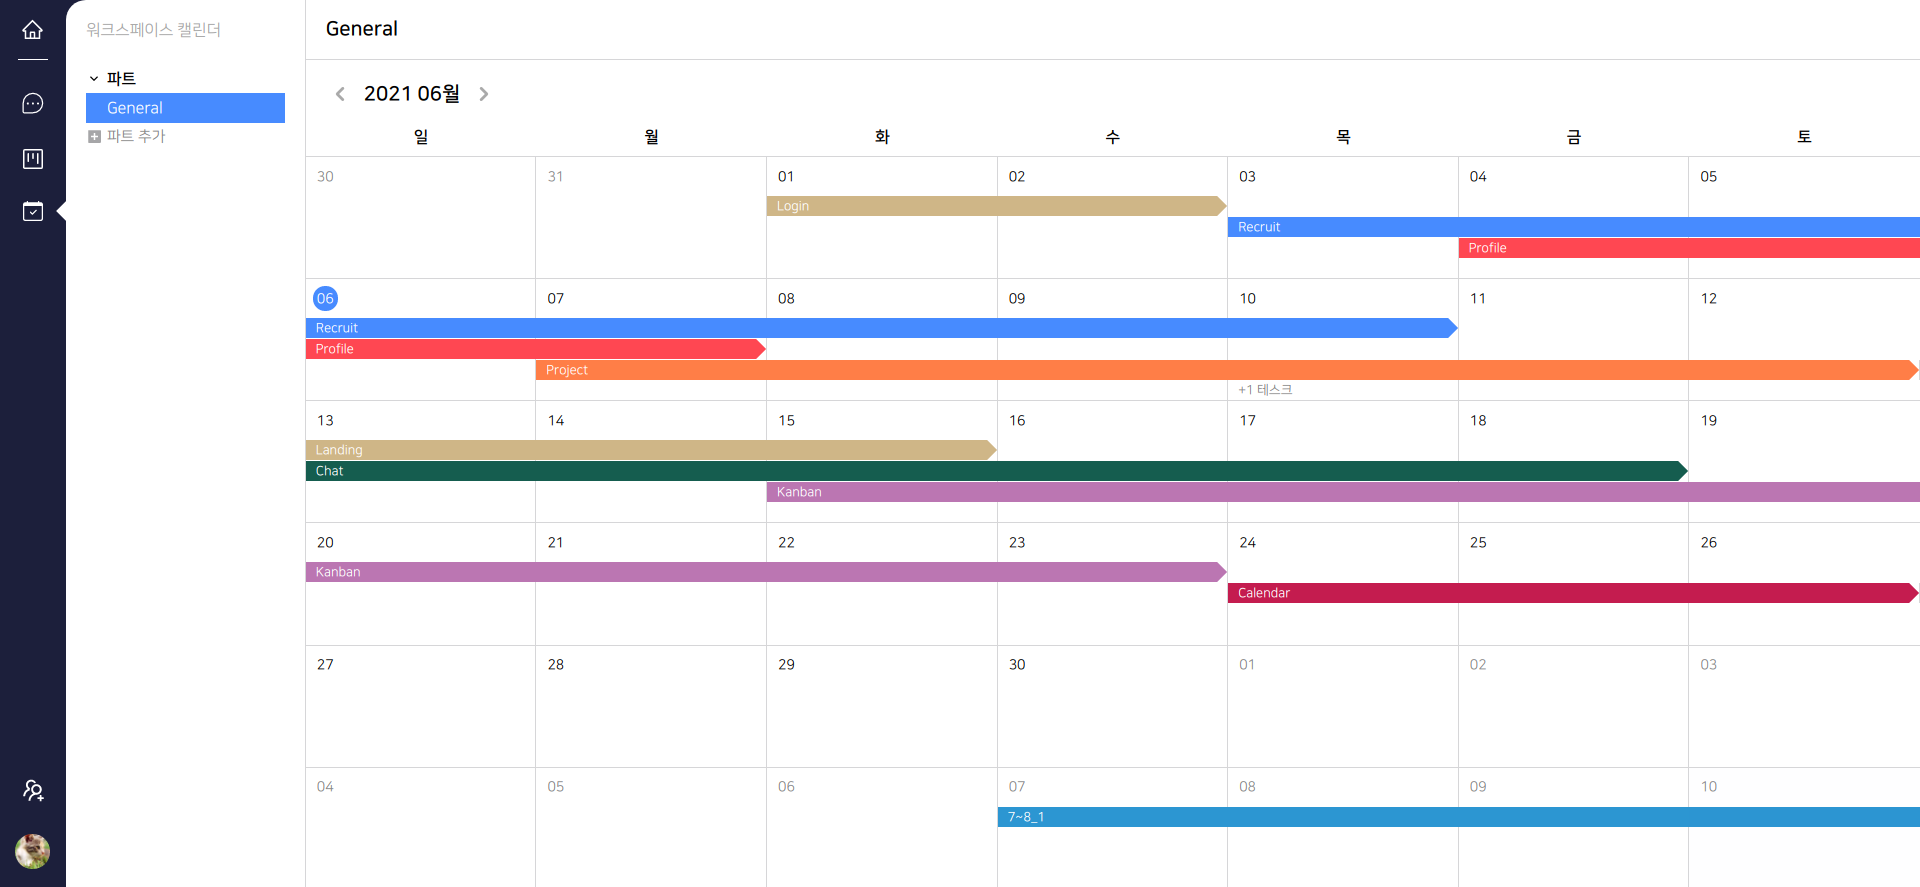 워크스페이스 캘린더
파트
General
파트 추가
General
2021 06월
일 월 화 수 목 금 토
30 31 01 02 03 04 05
Login
Recruit
Profile
06 07 08 09 10 11 12
Recruit
Profile
Project
+1 테스크
13 14 15 16 17 18 19
Landing
Chat
Kanban
20 21 22 23 24 25 26
Kanban
Calendar
27 28 29 30 01 02 03
04 05 06 07 08 09 10
7~8_1